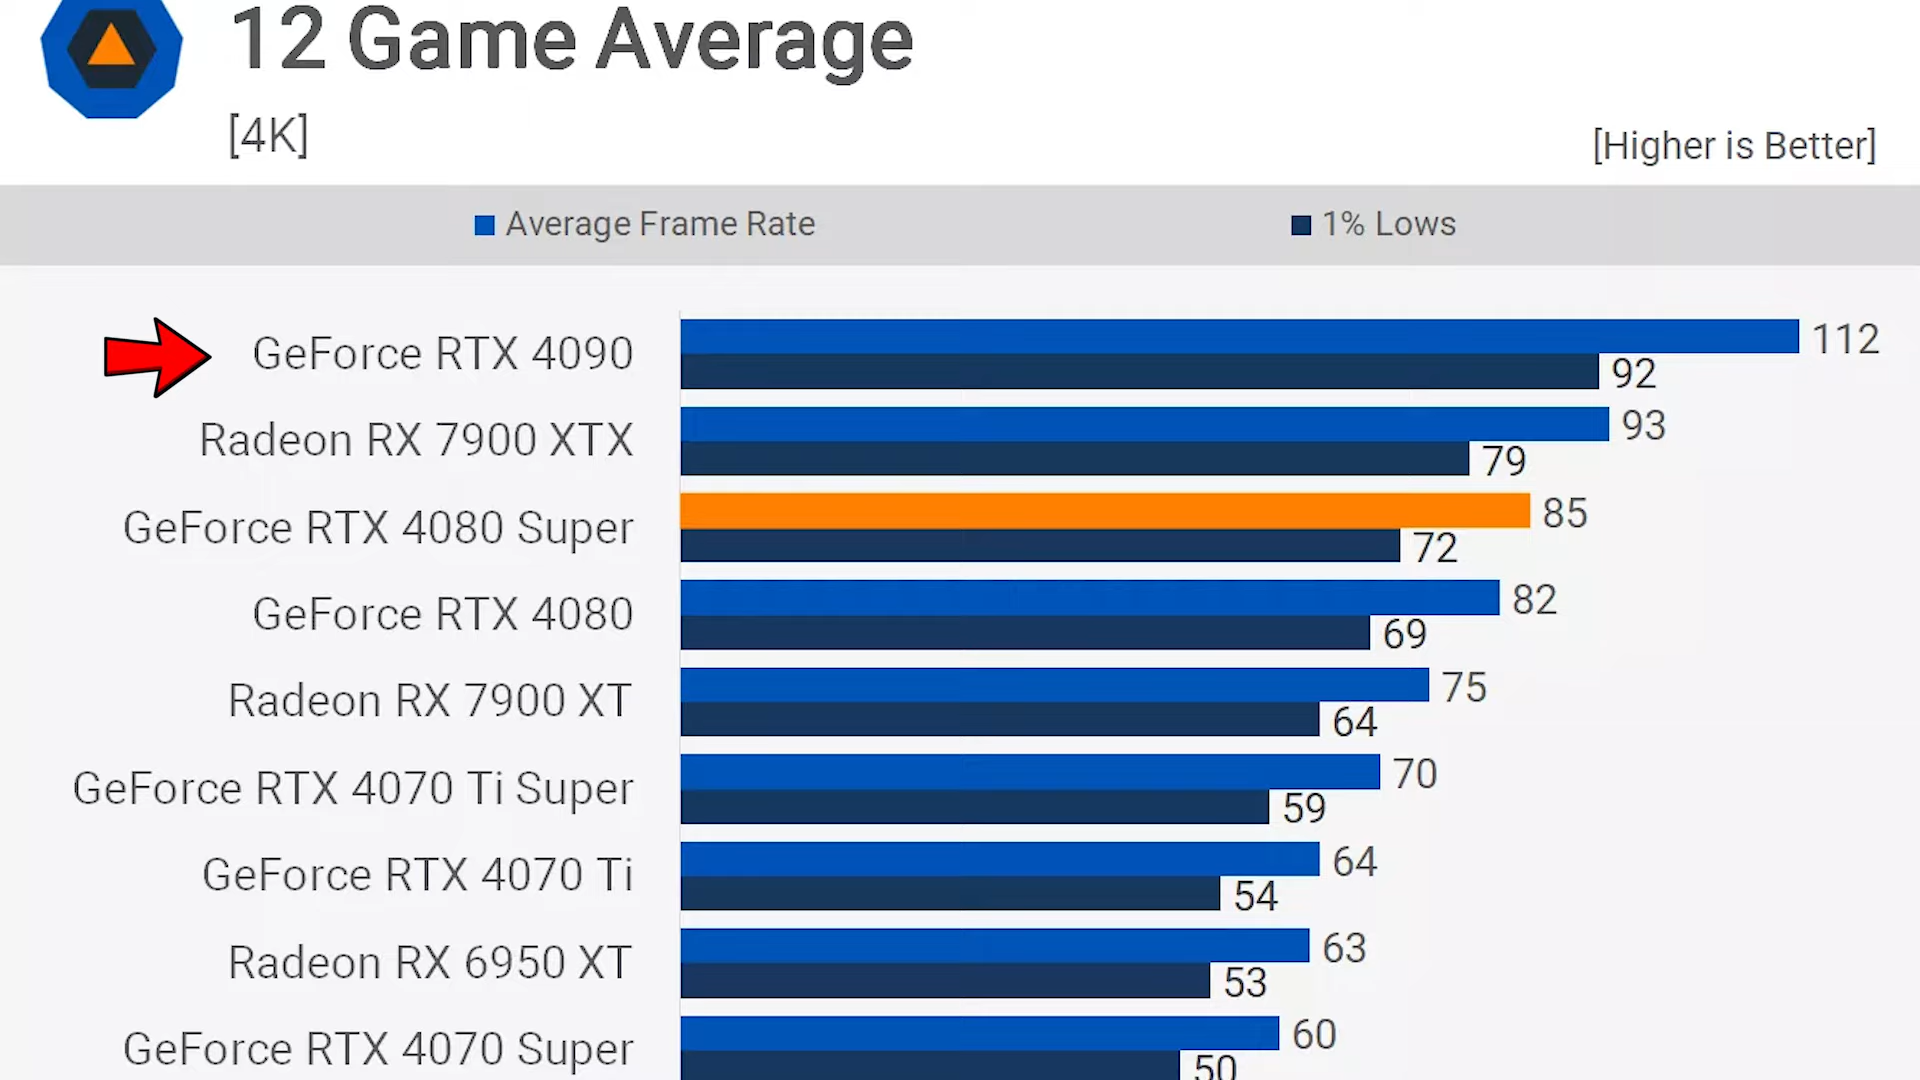 12 Game Average
[4K]
[Higher is Better]
Average Frame Rate
1% Lows
GeForce RTX 4090
112
92
Radeon RX 7900 XTX
93
79
GeForce RTX 4080 Super
85
72
GeForce RTX 4080
82
69
Radeon RX 7900 XT
75
64
GeForce RTX 4070 Ti Super
70
59
GeForce RTX 4070 Ti
64
54
Radeon RX 6950 XT
63
53
GeForce RTX 4070 Super
60
50